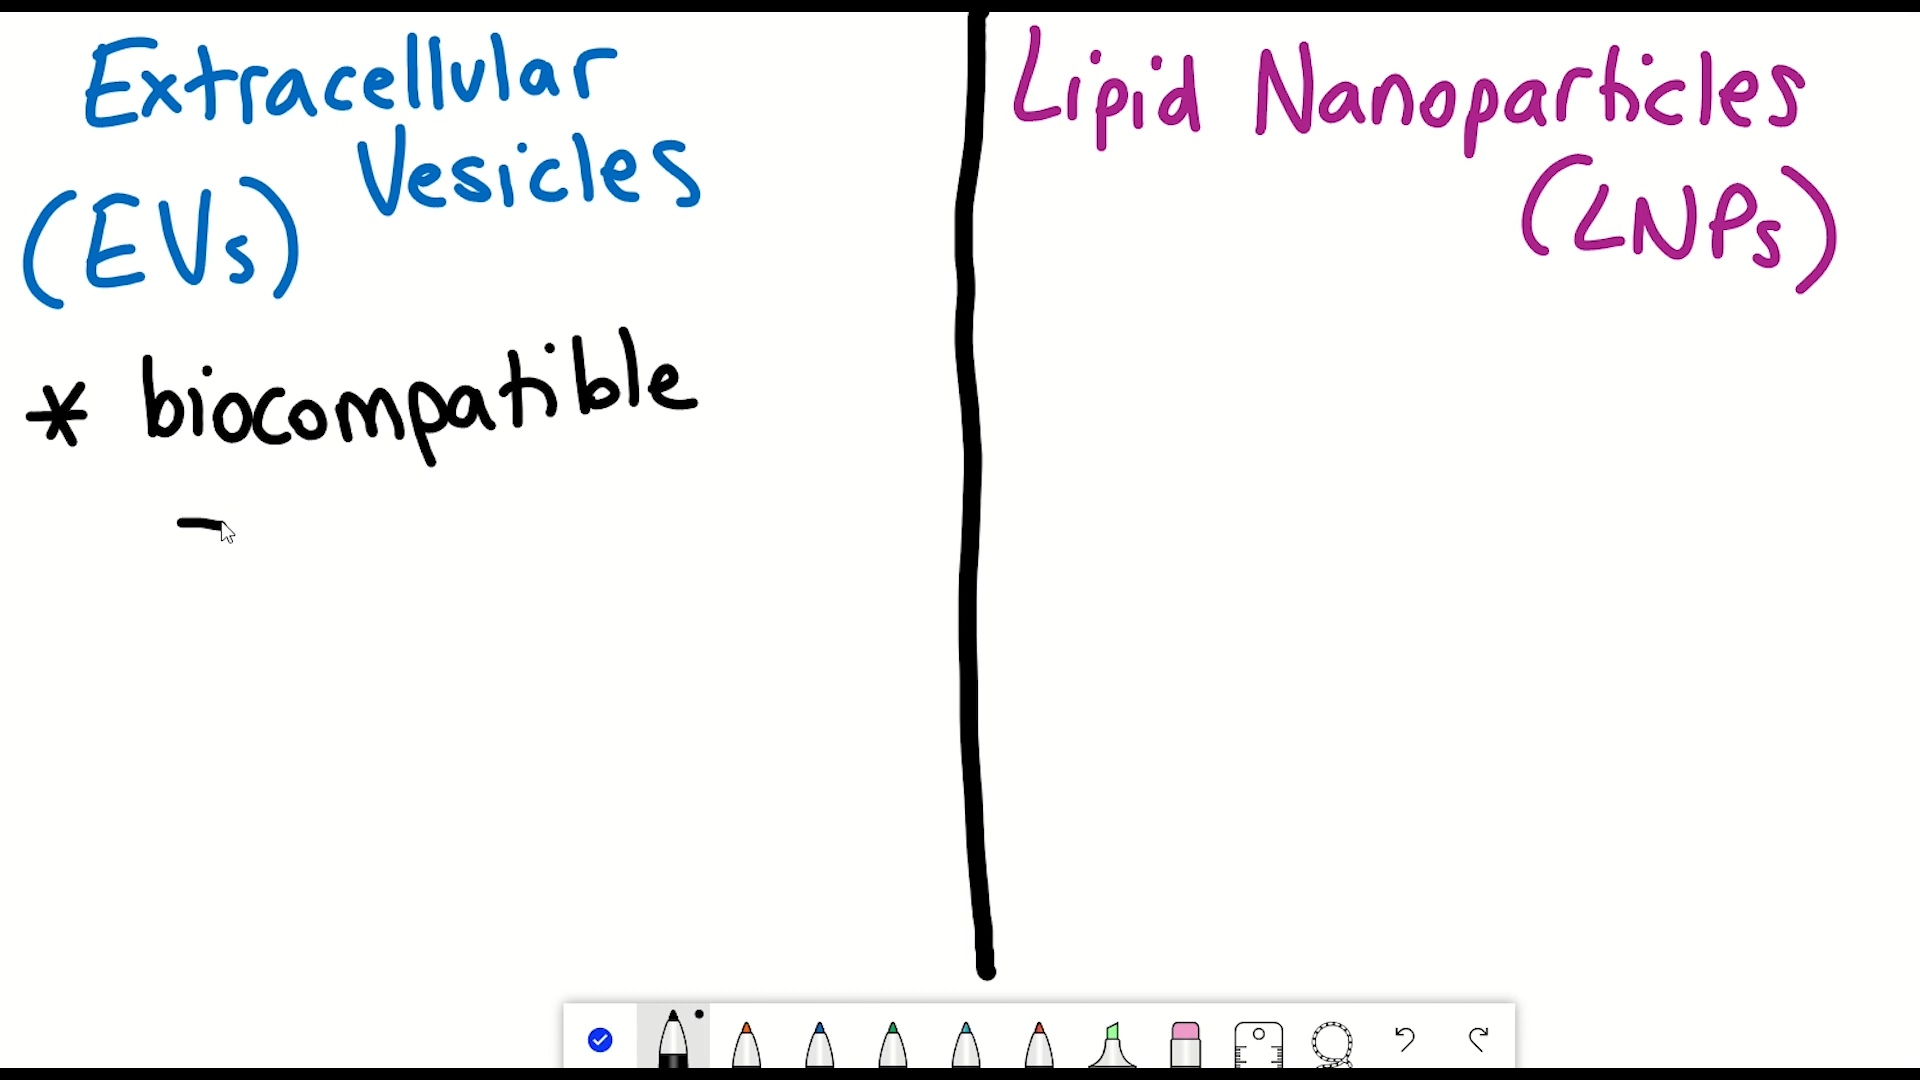 Extracellular
Vesicles
(EVs)
* biocompatible
-
Lipid Nanoparticles
(LNPs)